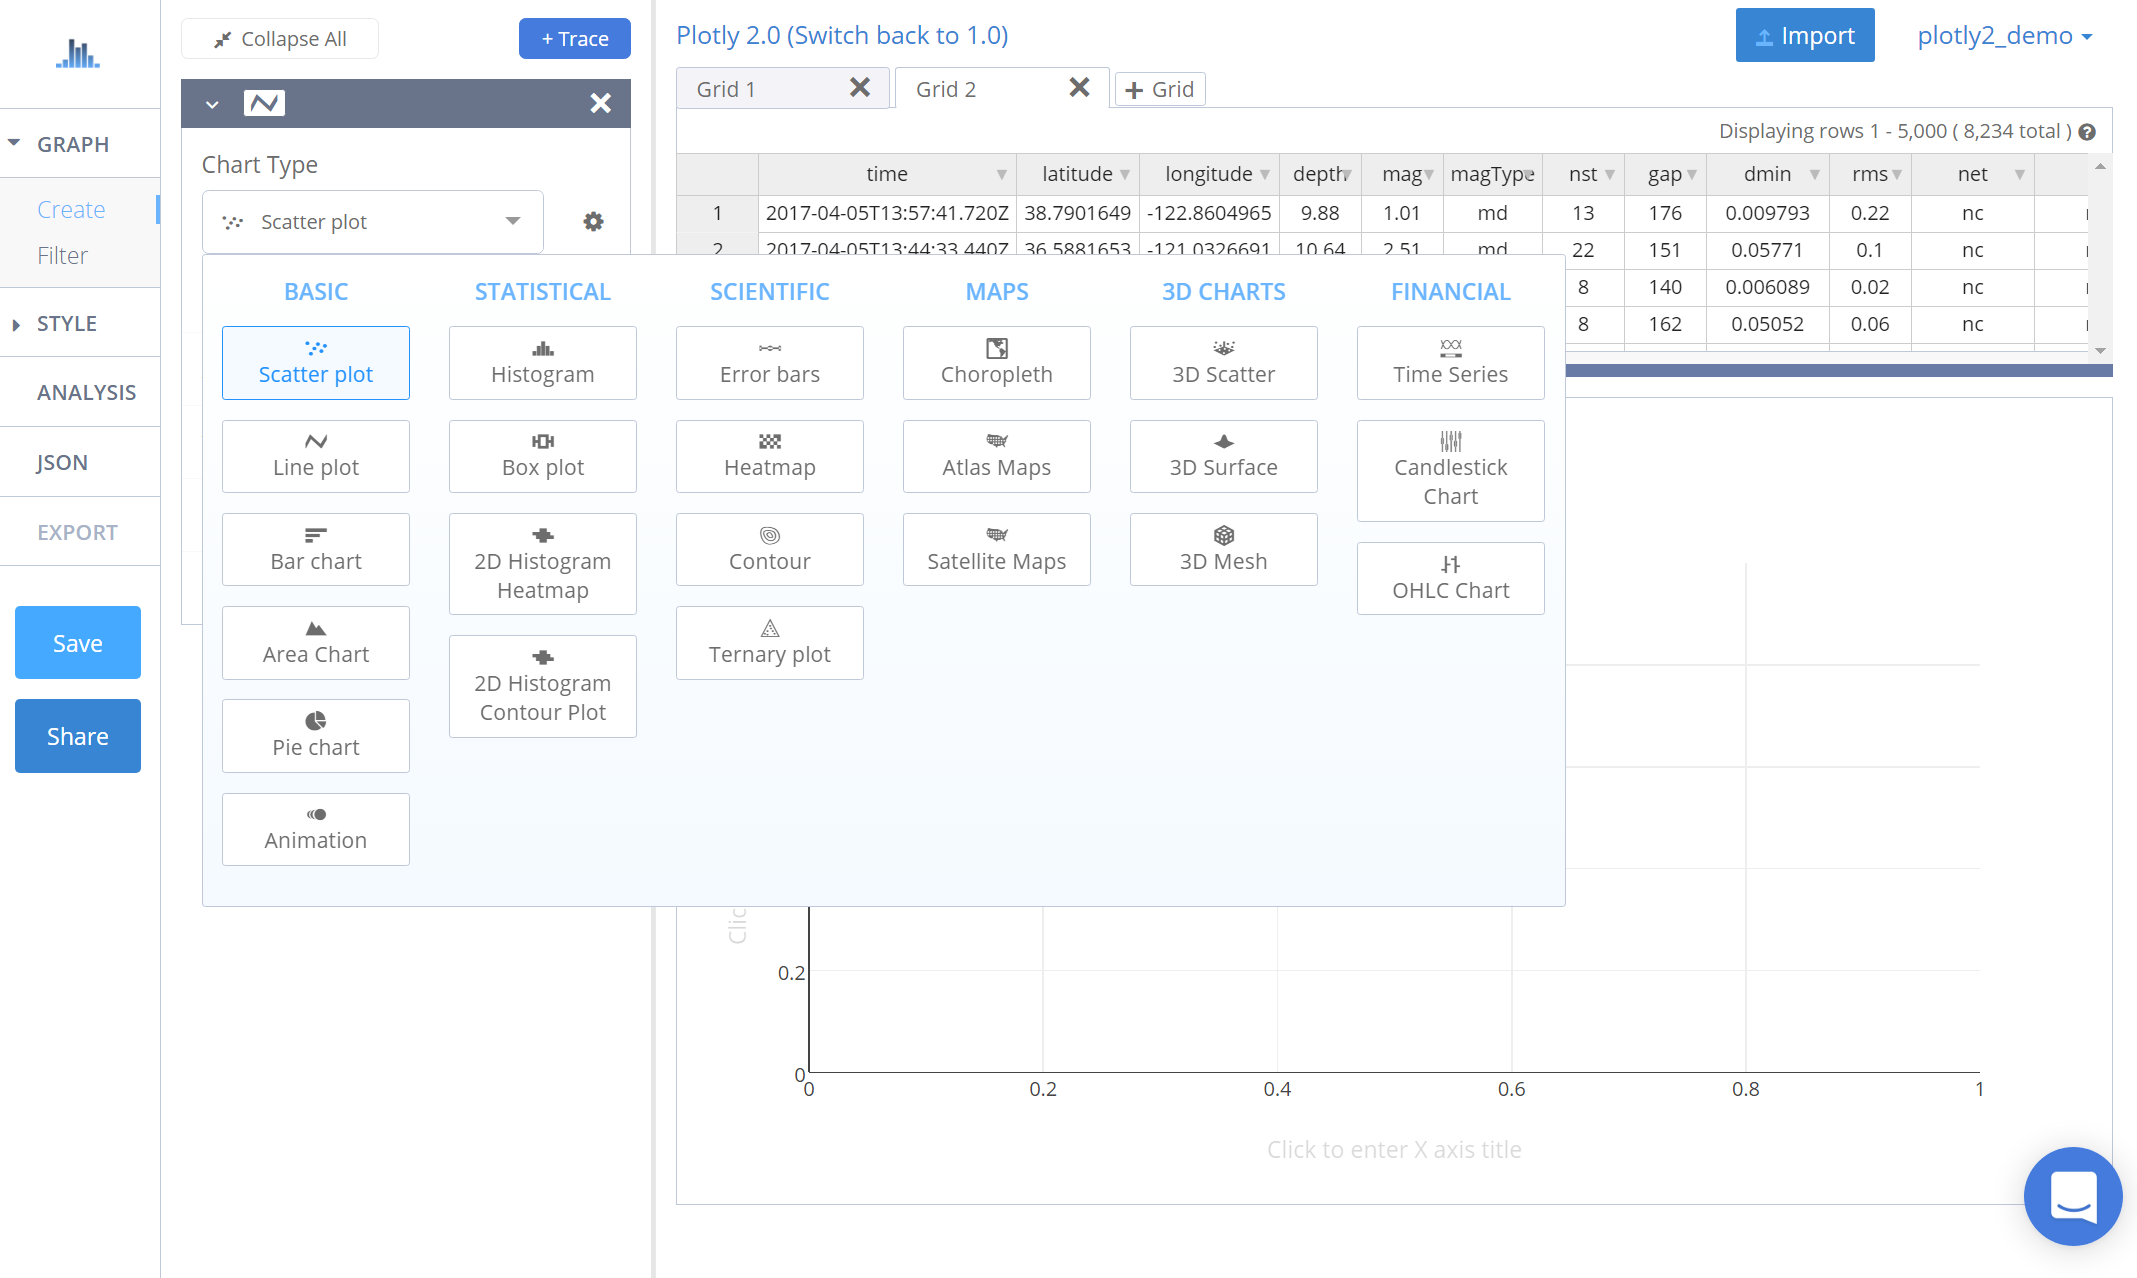 Collapse All
+ Trace
Plotly 2.0 (Switch back to 1.0)
Import
plotly2_demo
Grid 1
Grid 2
+ Grid
Displaying rows 1 - 5,000 ( 8,234 total )
GRAPH
Create
Filter
STYLE
ANALYSIS
JSON
EXPORT
Save
Share
Chart Type
Scatter plot
time latitude longitude depth mag magType nst gap dmin rms net
1 2017-04-05T13:57:41.720Z 38.7901649 -122.8604965 9.88 1.01 md 13 176 0.009793 0.22 nc
2 2017-04-05T13:44:33.440Z 36.5881653 -121.0326691 10.64 2.51 md 22 151 0.05771 0.1 nc
8 140 0.006089 0.02 nc
8 162 0.05052 0.06 nc
BASIC
Scatter plot
Line plot
Bar chart
Area Chart
Pie chart
Animation
STATISTICAL
Histogram
Box plot
2D Histogram
Heatmap
2D Histogram
Contour Plot
SCIENTIFIC
Error bars
Heatmap
Contour
Ternary plot
MAPS
Choropleth
Atlas Maps
Satellite Maps
3D CHARTS
3D Scatter
3D Surface
3D Mesh
FINANCIAL
Time Series
Candlestick
Chart
OHLC Chart
0.2
0
0 0.2 0.4 0.6 0.8 1
Click to enter X axis title